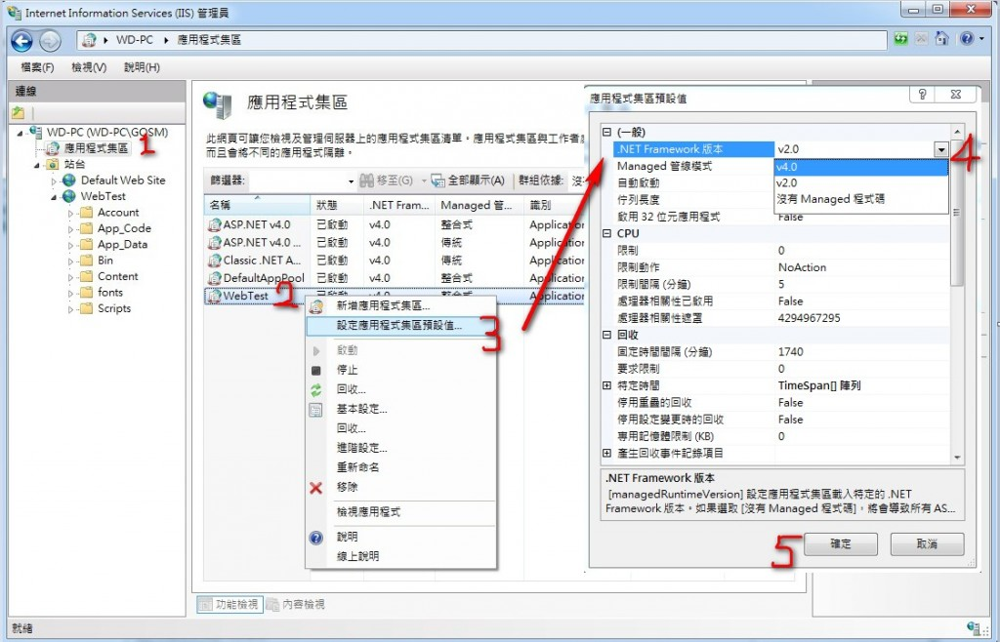 Internet Information Services (IIS) 管理員
WD-PC
應用程式集區
檔案(F) 檢視(V) 說明(H)
連線
WD-PC (WD-PC\GQSM)
應用程式集區
1
站台
Default Web Site
WebTest
Account
App_Code
App_Data
Bin
Content
fonts
Scripts
應用程式集區
此網頁可讓您檢視及管理伺服器上的應用程式集區清單。應用程式集區與工作者處
而且會將不同的應用程式隔離。
篩選器: 移至(G) 全部顯示(A) 群組依據: 沒
名稱 狀態 .NET Fram... Managed 管... 識別
ASP.NET v4.0 已啟動 v4.0 整合式 Application
ASP.NET v4.0 ... 已啟動 v4.0 傳統 Application
Classic .NET A... 已啟動 v4.0 傳統 Application
DefaultAppPool 已啟動 v4.0 整合式 Application
WebTest 已啟動 v4.0 整合式 Application
2
新增應用程式集區...
設定應用程式集區預設值...
3
啟動
停止
回收...
基本設定...
回收...
進階設定...
重新命名
移除
檢視應用程式
說明
線上說明
功能檢視 內容檢視
就緒
應用程式集區預設值
(一般)
.NET Framework 版本 v2.0
4
v4.0
v2.0
沒有 Managed 程式碼
Managed 管線模式
自動啟動
佇列長度
啟用 32 位元應用程式 False
CPU
限制 0
限制動作 NoAction
限制間隔 (分鐘) 5
處理器相關性已啟用 False
處理器相關性遮罩 4294967295
回收
固定時間間隔 (分鐘) 1740
要求限制 0
特定時間 TimeSpan[] 陣列
停用重疊的回收 False
停用設定變更時的回收 False
專用記憶體限制 (KB) 0
產生回收事件記錄項目
.NET Framework 版本
[managedRuntimeVersion] 設定應用程式集區載入特定的 .NET
Framework 版本。如果選取 [沒有 Managed 程式碼]，將會導致所有 AS...
5
確定 取消